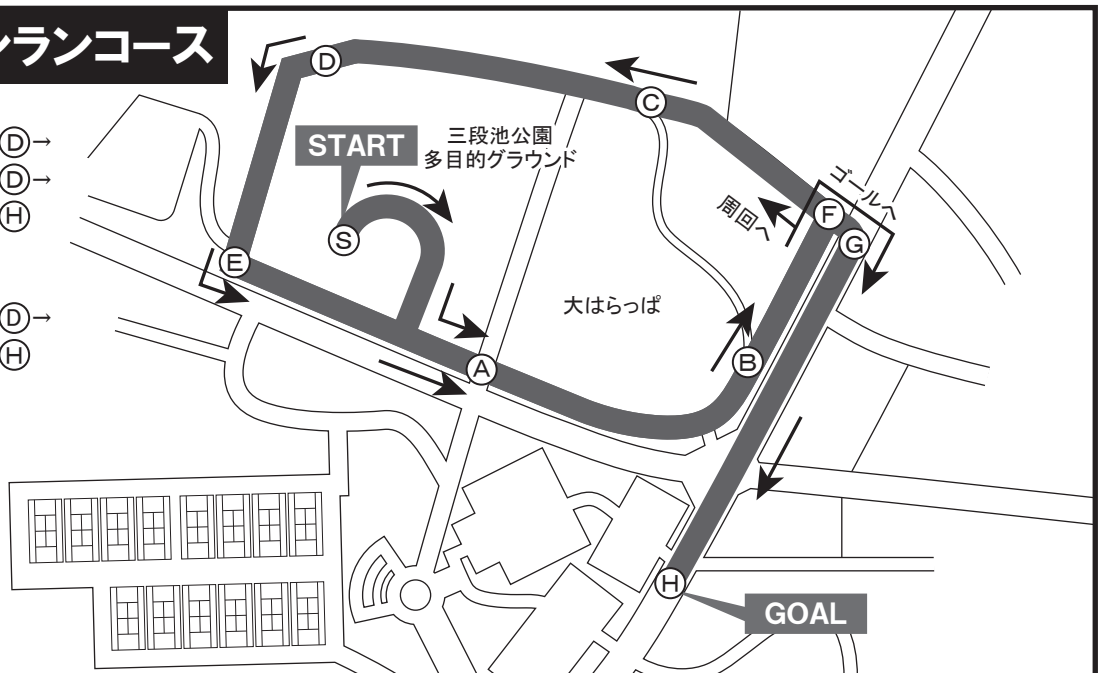 ンランコース
Ⓓ→
Ⓓ→
Ⓗ
Ⓓ→
Ⓗ
D
C
START
三段池公園
多目的グラウンド
ゴールへ
周回へ
F
G
S
E
大はらっぱ
A
B
H
GOAL